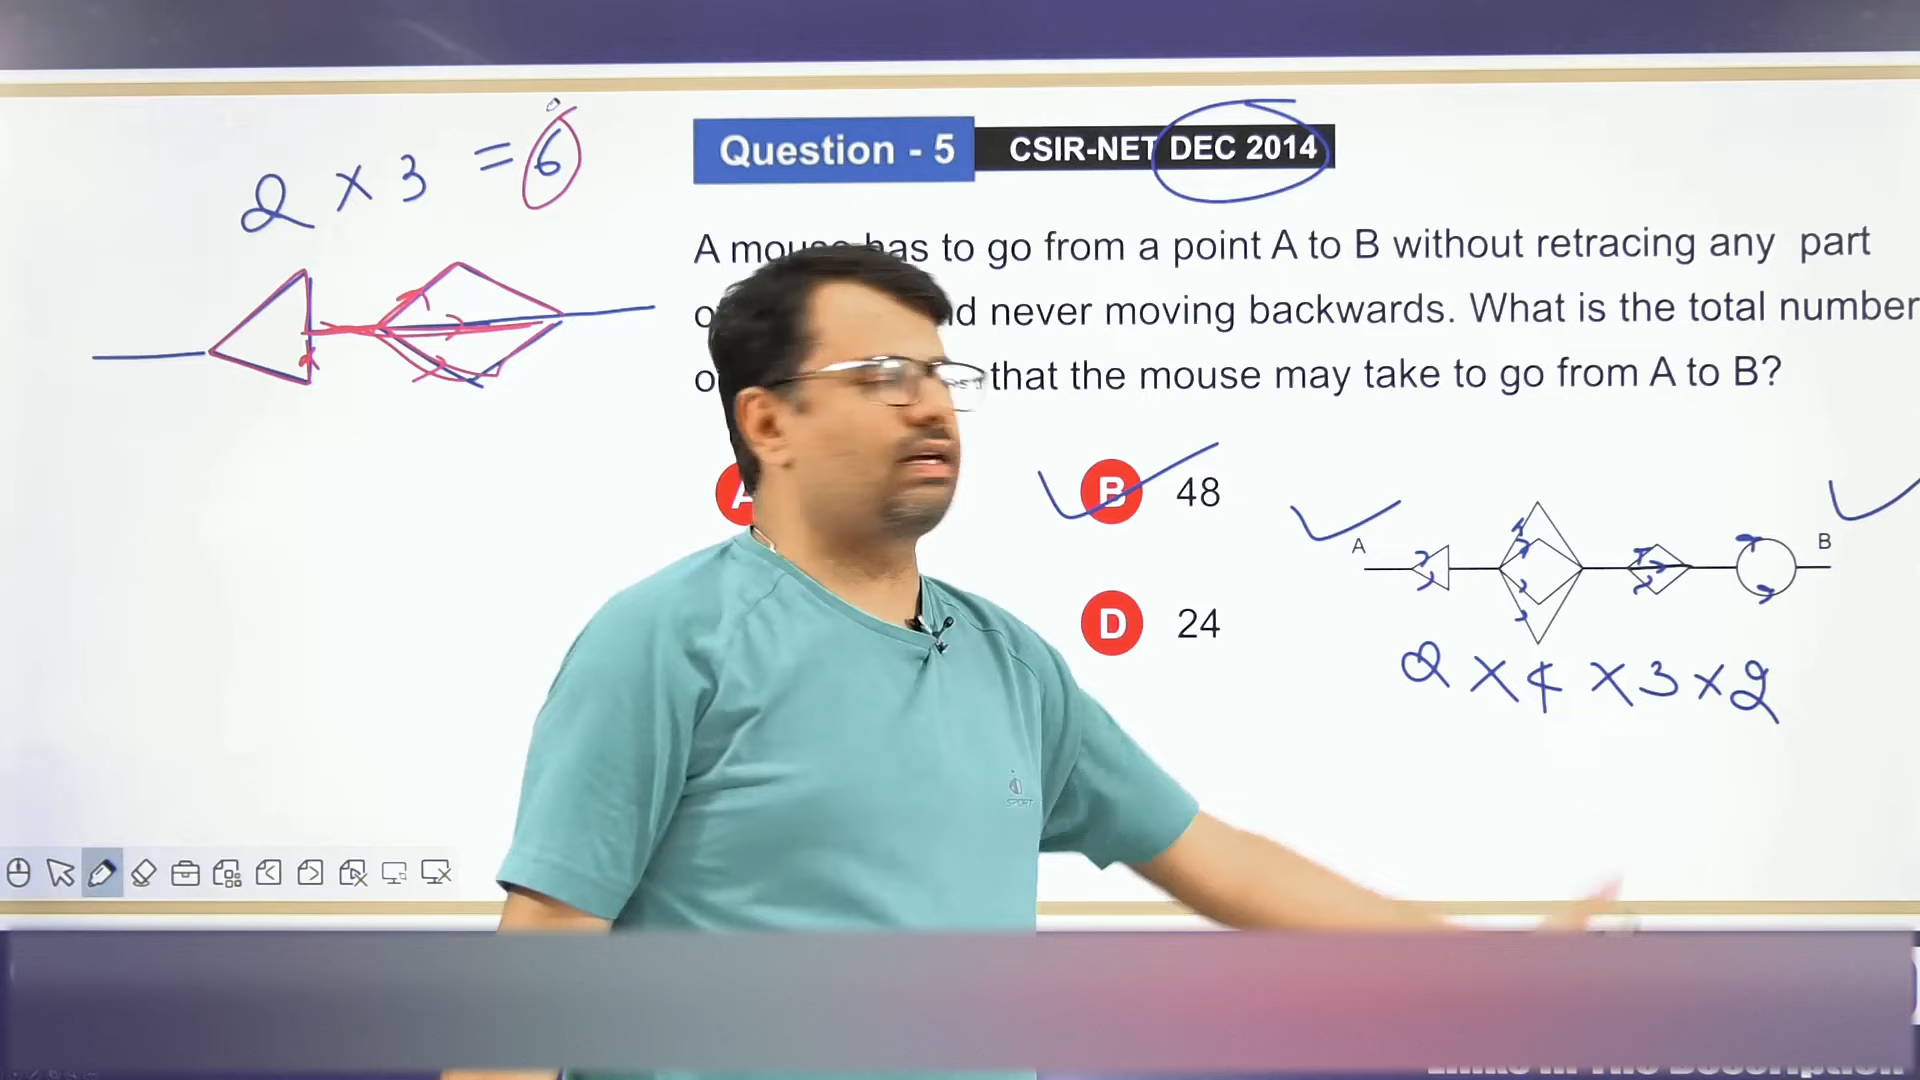 2 × 3 = 6
Question - 5 CSIR-NET DEC 2014
A has to go from a point A to B without retracing any part
never moving backwards. What is the total number
that the mouse may take to go from A to B?
A
B 48
D 24
A B
2 × 4 × 3 × 2
SPORT